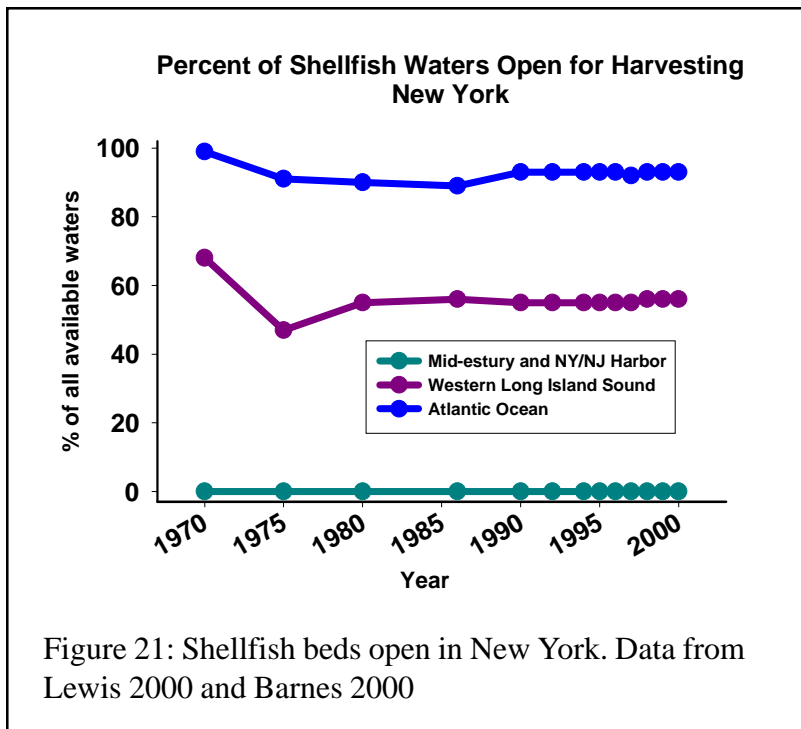 Percent of Shellfish Waters Open for Harvesting
New York
% of all available waters
100
80
60
40
20
0
Mid-estury and NY/NJ Harbor
Western Long Island Sound
Atlantic Ocean
1970
1975
1980
1985
1990
1995
2000
Year
Figure 21: Shellfish beds open in New York. Data from
Lewis 2000 and Barnes 2000